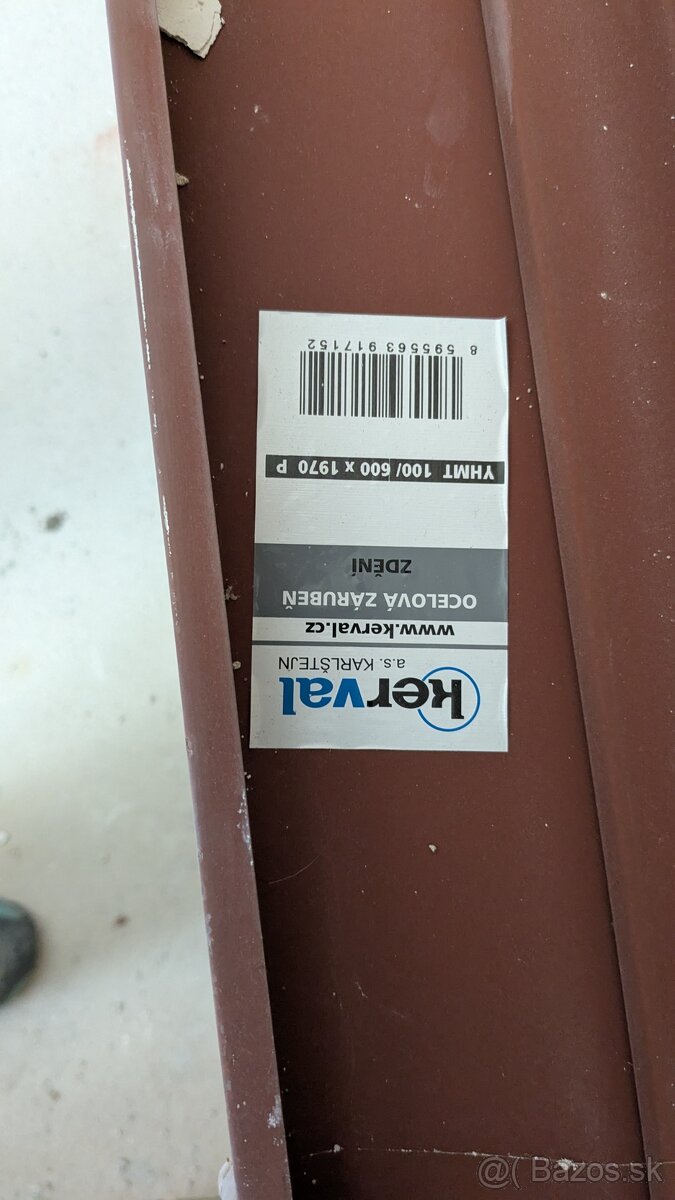 kerval
a.s. KARLŠTEJN
www.kerval.cz
OCELOVÁ ZÁRUBEŇ
ZDĚNÍ
YHMT 100/ 600 x 1970 P
8 595563 917152
@( Bazos.sk